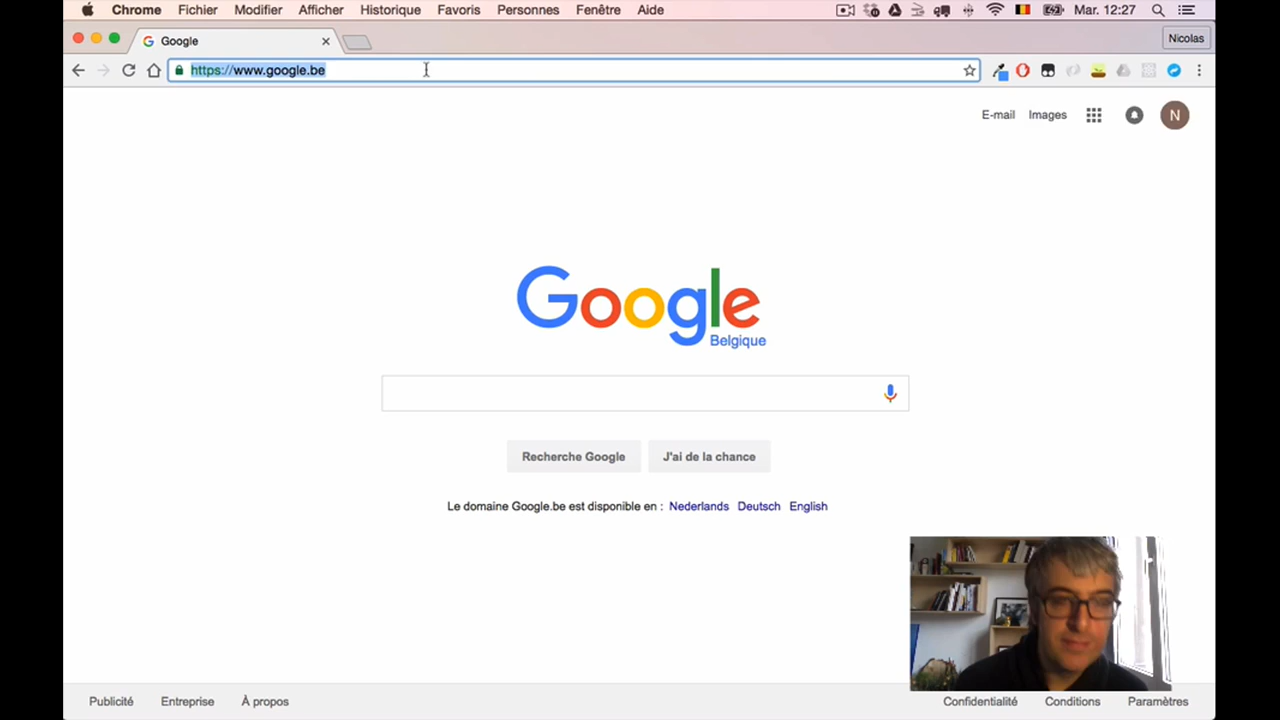 Chrome Fichier Modifier Afficher Historique Favoris Personnes Fenêtre Aide Mar. 12:27
Google Nicolas
https://www.google.be
E-mail Images N
Google
Belgique
Recherche Google J'ai de la chance
Le domaine Google.be est disponible en : Nederlands Deutsch English
Publicité Entreprise À propos Confidentialité Conditions Paramètres